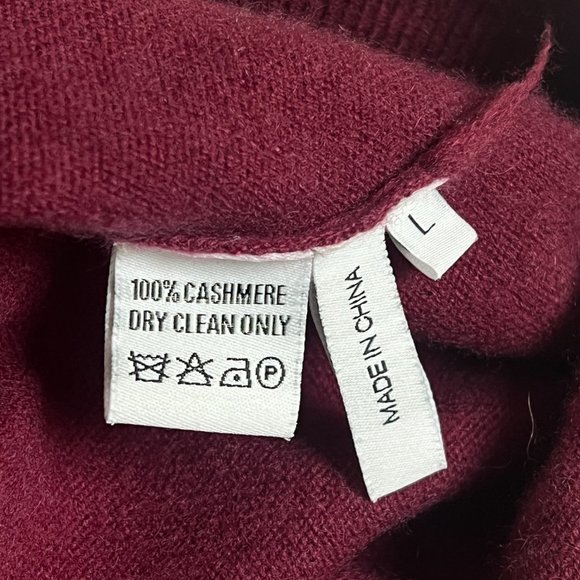 100% CASHMERE
DRY CLEAN ONLY
P
MADE IN CHINA
L